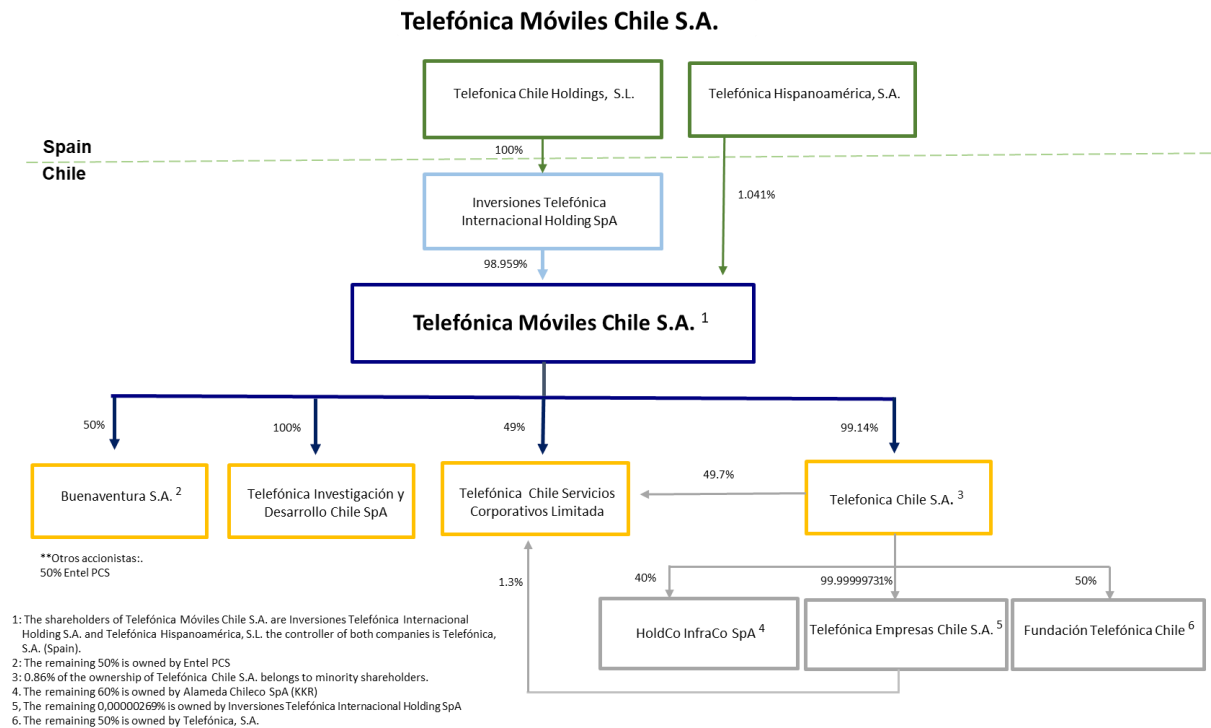 Telefónica Móviles Chile S.A.
Telefonica Chile Holdings, S.L.
Telefónica Hispanoamérica, S.A.
Spain
100%
Chile
Inversiones Telefónica
Internacional Holding SpA
1.041%
98.959%
Telefónica Móviles Chile S.A. 1
50%
100%
49%
99.14%
Buenaventura S.A. 2
Telefónica Investigación y
Desarrollo Chile SpA
Telefónica Chile Servicios
Corporativos Limitada
49.7%
Telefonica Chile S.A. 3
**Otros accionistas:.
50% Entel PCS
1.3%
40%
99.99999731%
50%
HoldCo InfraCo SpA 4
Telefónica Empresas Chile S.A. 5
Fundación Telefónica Chile 6
1: The shareholders of Telefónica Móviles Chile S.A. are Inversiones Telefónica Internacional
Holding S.A. and Telefónica Hispanoamérica, S.L. the controller of both companies is Telefónica,
S.A. (Spain).
2: The remaining 50% is owned by Entel PCS
3: 0.86% of the ownership of Telefónica Chile S.A. belongs to minority shareholders.
4. The remaining 60% is owned by Alameda Chileco SpA (KKR)
5, The remaining 0,00000269% is owned by Inversiones Telefónica Internacional Holding SpA
6. The remaining 50% is owned by Telefónica, S.A.